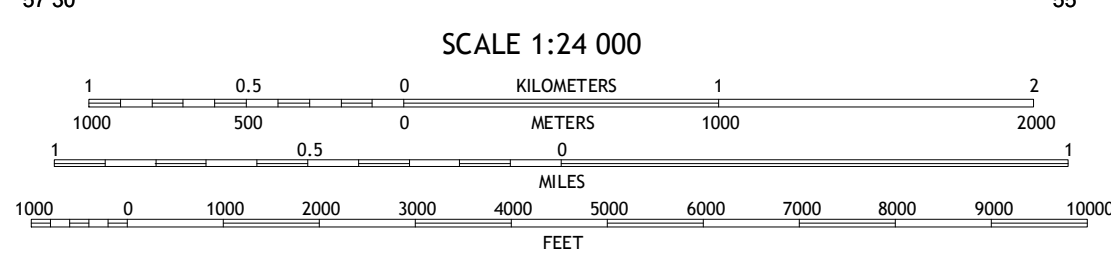 57'30" 55'
SCALE 1:24 000
1 0.5 0 KILOMETERS 1 2
1000 500 0 METERS 1000 2000
1 0.5 0 1
MILES
1000 0 1000 2000 3000 4000 5000 6000 7000 8000 9000 10000
FEET